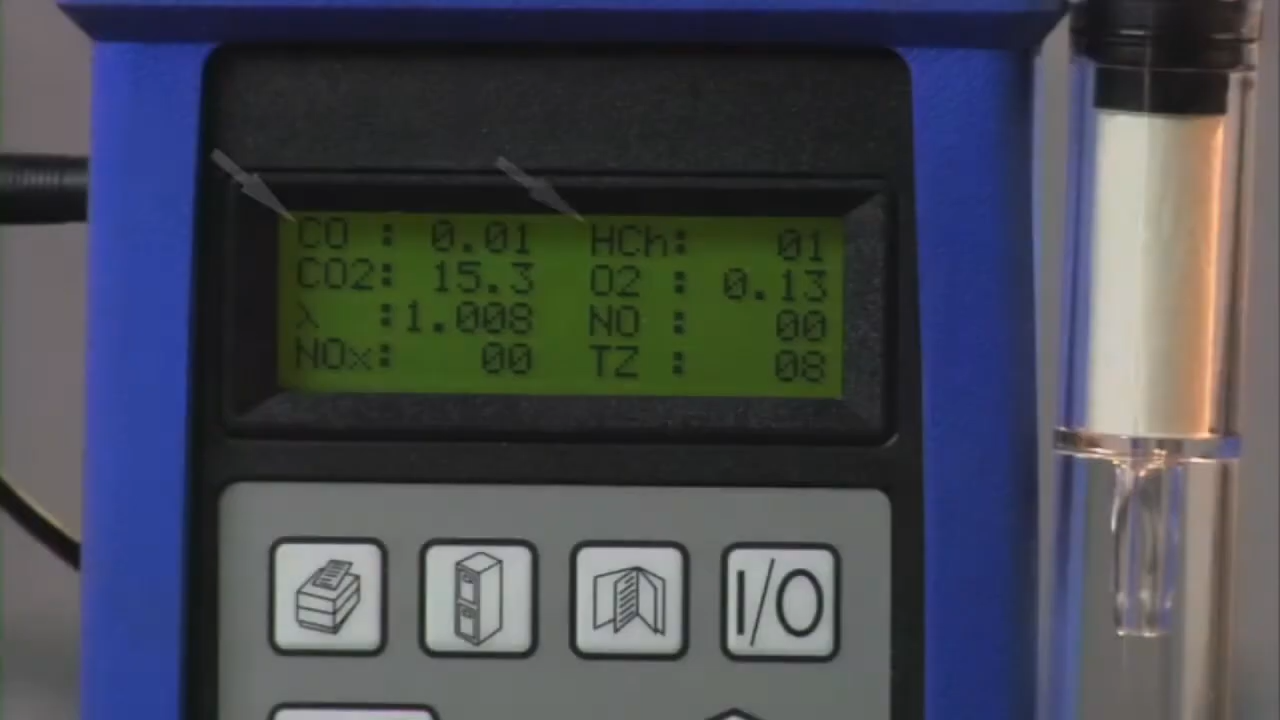 CO : 0.01 HCh: 01
CO2: 15.3 O2 : 0.13
λ :1.008 NO : 00
NOx: 00 TZ : 08
I/O